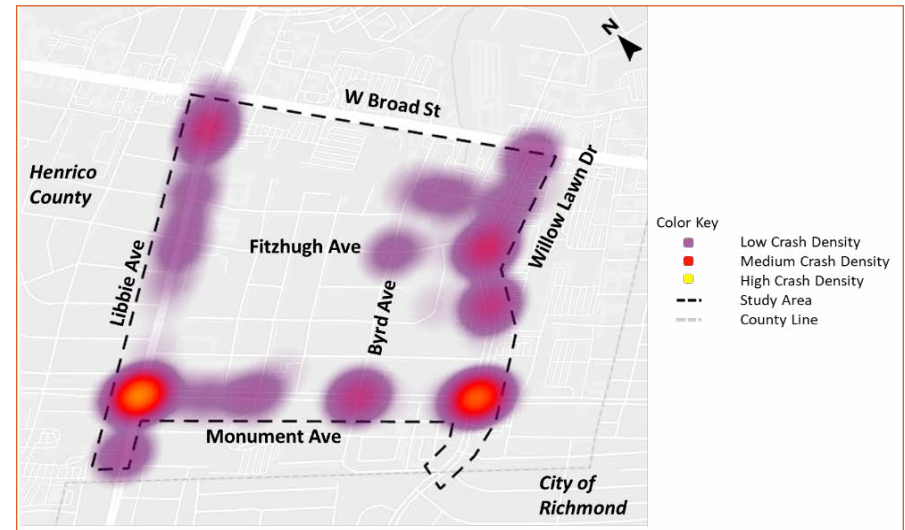 N
W Broad St
Henrico
County
Willow Lawn Dr
Fitzhugh Ave
Libbie Ave
Byrd Ave
Monument Ave
City of
Richmond
Color Key
Low Crash Density
Medium Crash Density
High Crash Density
Study Area
County Line